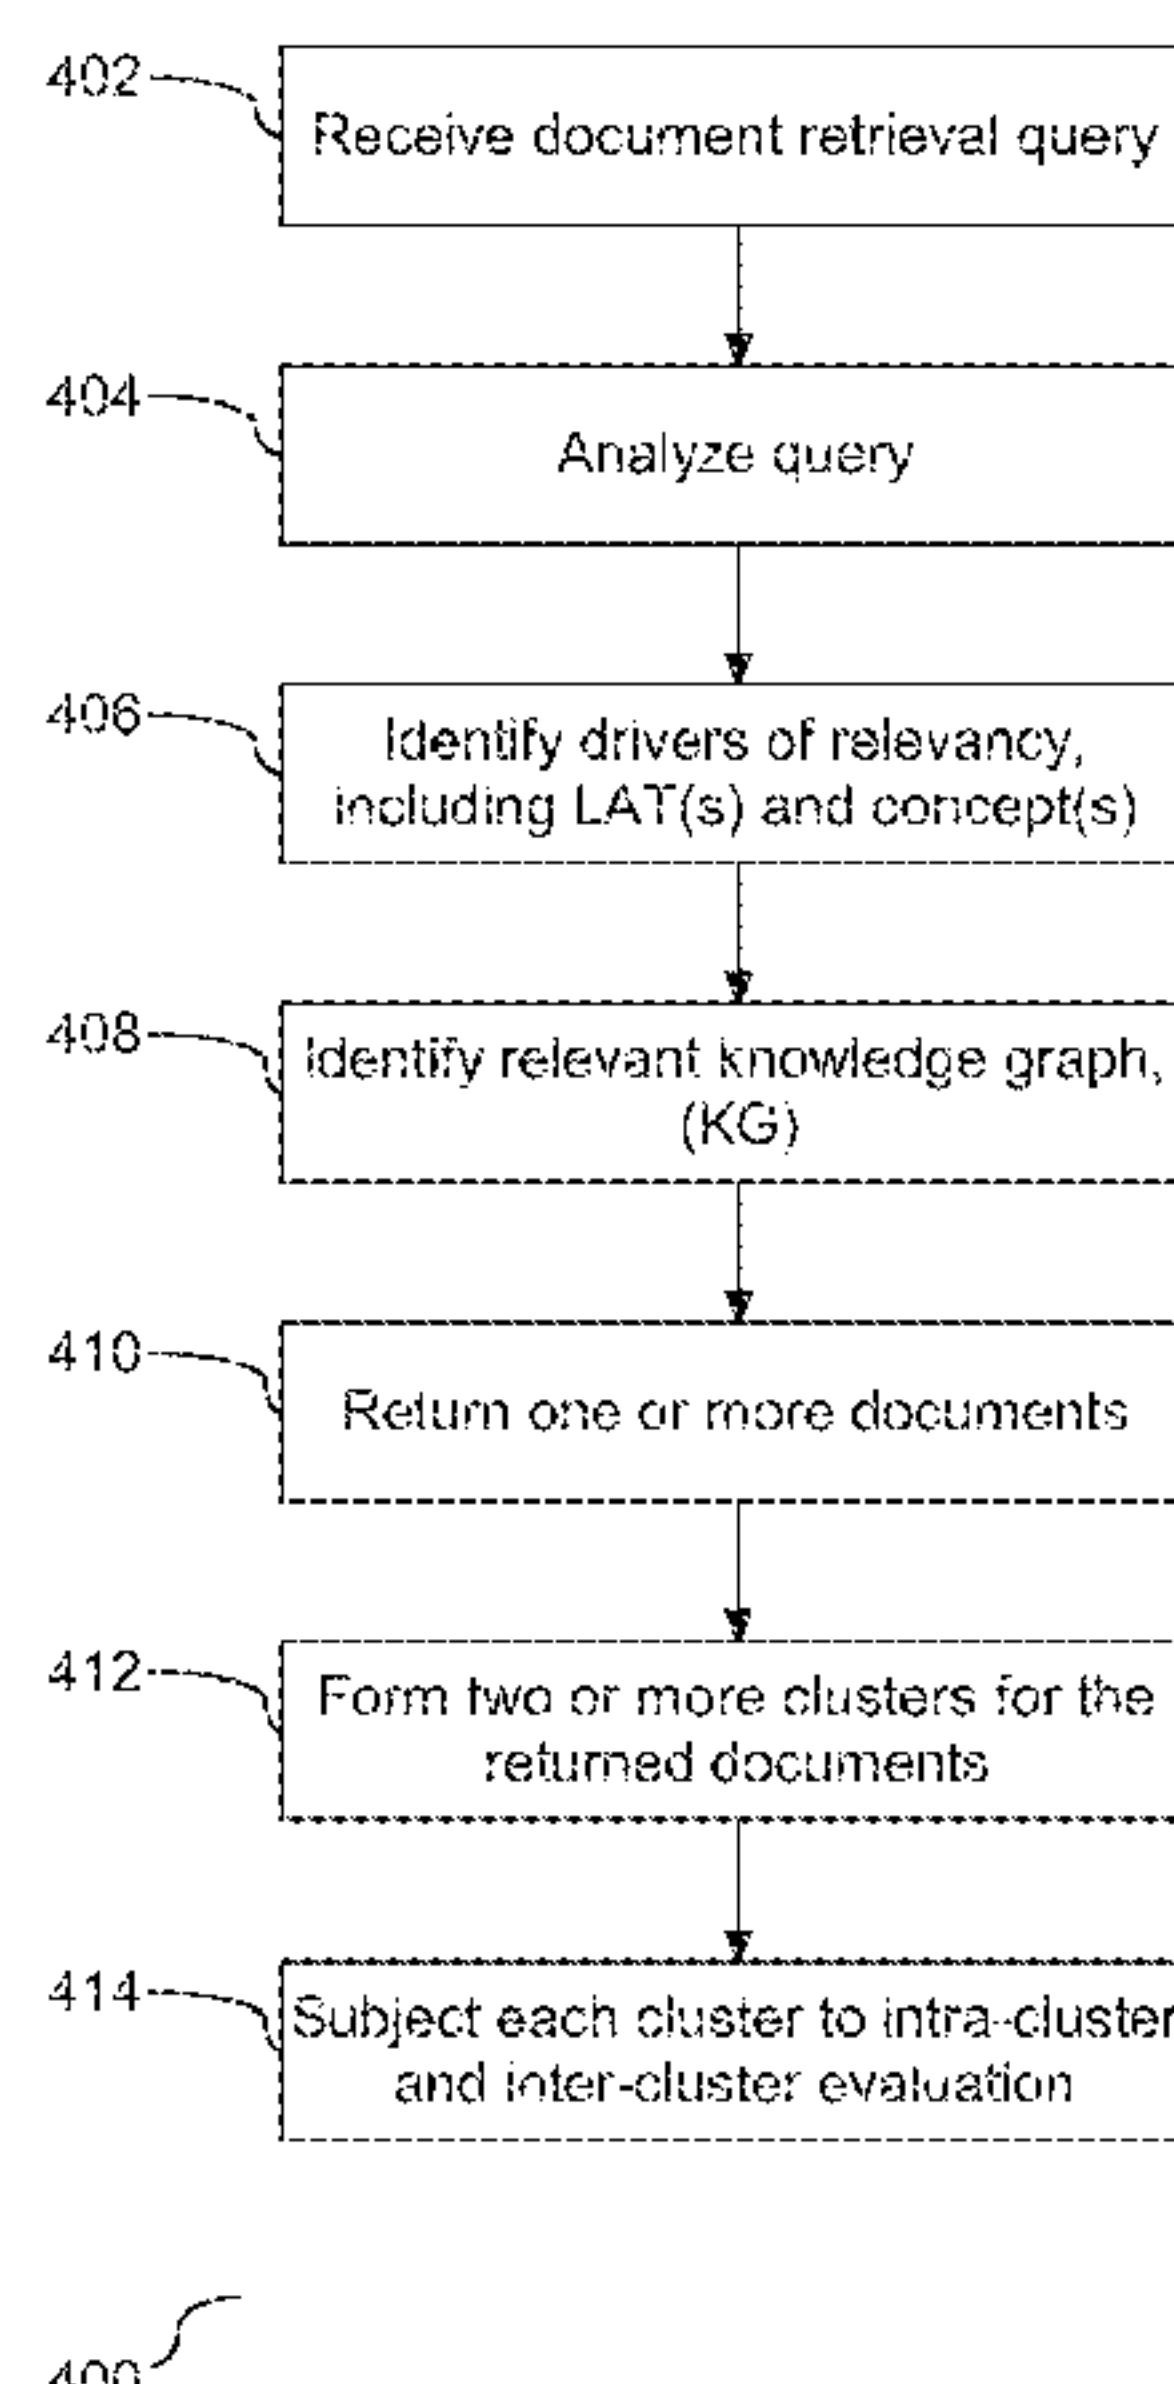 402
Receive document retrieval query
404
Analyze query
406
Identify drivers of relevancy,
including LAT(s) and concept(s)
408
Identify relevant knowledge graph,
(KG)
410
Return one or more documents
412
Form two or more clusters for the
returned documents
414
Subject each cluster to intra-cluster
and inter-cluster evaluation
400